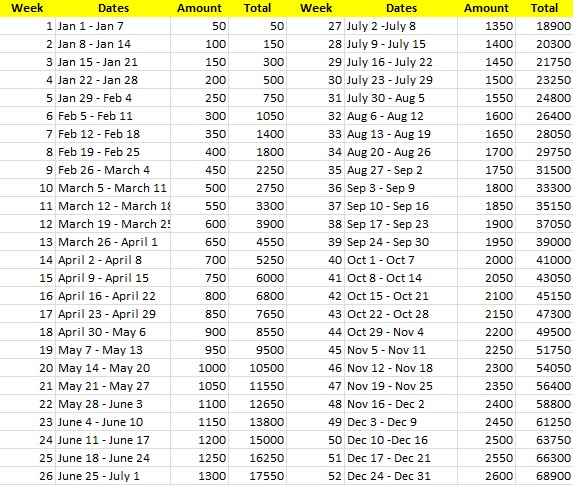 Week Dates Amount Total Week Dates Amount Total
1 Jan 1 - Jan 7 50 50 27 July 2 -July 8 1350 18900
2 Jan 8 - Jan 14 100 150 28 July 9 - July 15 1400 20300
3 Jan 15 - Jan 21 150 300 29 July 16 - July 22 1450 21750
4 Jan 22 - Jan 28 200 500 30 July 23 - July 29 1500 23250
5 Jan 29 - Feb 4 250 750 31 July 30 - Aug 5 1550 24800
6 Feb 5 - Feb 11 300 1050 32 Aug 6 - Aug 12 1600 26400
7 Feb 12 - Feb 18 350 1400 33 Aug 13 - Aug 19 1650 28050
8 Feb 19 - Feb 25 400 1800 34 Aug 20 - Aug 26 1700 29750
9 Feb 26 - March 4 450 2250 35 Aug 27 - Sep 2 1750 31500
10 March 5 - March 11 500 2750 36 Sep 3 - Sep 9 1800 33300
11 March 12 - March 18 550 3300 37 Sep 10 - Sep 16 1850 35150
12 March 19 - March 25 600 3900 38 Sep 17 - Sep 23 1900 37050
13 March 26 - April 1 650 4550 39 Sep 24 - Sep 30 1950 39000
14 April 2 - April 8 700 5250 40 Oct 1 - Oct 7 2000 41000
15 April 9 - April 15 750 6000 41 Oct 8 - Oct 14 2050 43050
16 April 16 - April 22 800 6800 42 Oct 15 - Oct 21 2100 45150
17 April 23 - April 29 850 7650 43 Oct 22 - Oct 28 2150 47300
18 April 30 - May 6 900 8550 44 Oct 29 - Nov 4 2200 49500
19 May 7 - May 13 950 9500 45 Nov 5 - Nov 11 2250 51750
20 May 14 - May 20 1000 10500 46 Nov 12 - Nov 18 2300 54050
21 May 21 - May 27 1050 11550 47 Nov 19 - Nov 25 2350 56400
22 May 28 - June 3 1100 12650 48 Nov 16 - Dec 2 2400 58800
23 June 4 - June 10 1150 13800 49 Dec 3 - Dec 9 2450 61250
24 June 11 - June 17 1200 15000 50 Dec 10 -Dec 16 2500 63750
25 June 18 - June 24 1250 16250 51 Dec 17 - Dec 21 2550 66300
26 June 25 - July 1 1300 17550 52 Dec 24 - Dec 31 2600 68900